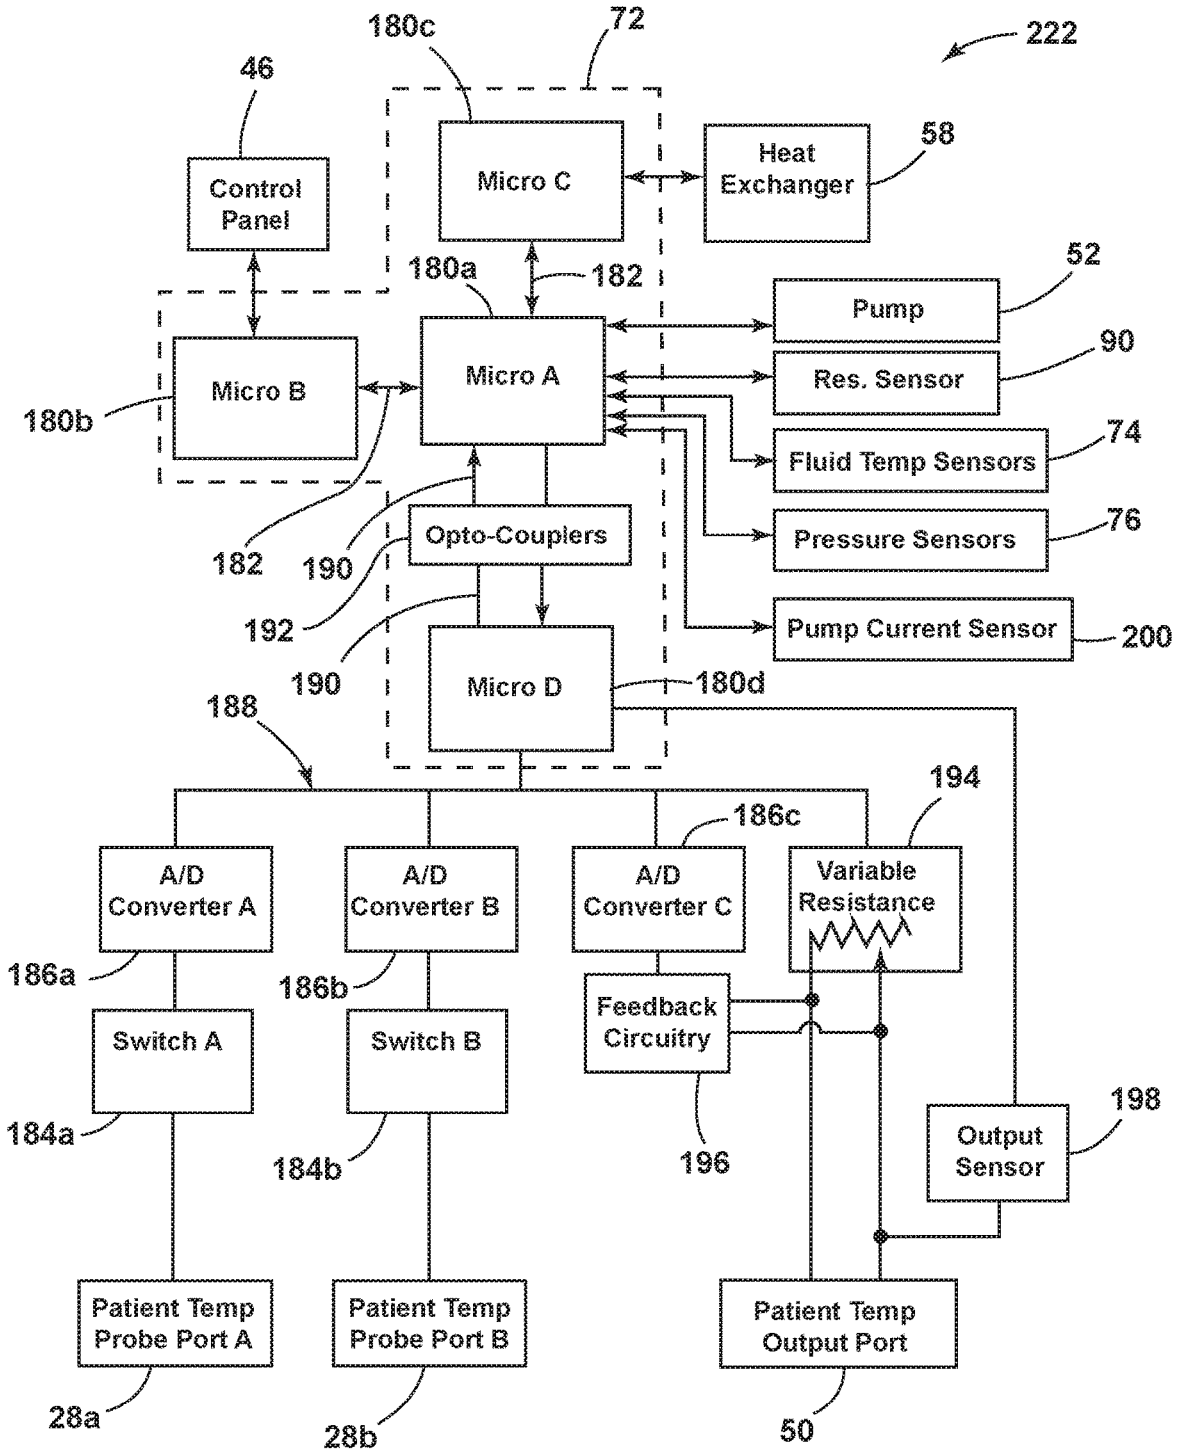 180c
72
222
46
58
Control
Panel
Micro C
Heat
Exchanger
180a
182
52
Pump
90
Micro B
Micro A
Res. Sensor
180b
74
Fluid Temp Sensors
76
182
190
Opto-Couplers
Pressure Sensors
192
190
Pump Current Sensor
200
Micro D
180d
188
194
186c
A/D
Converter A
A/D
Converter B
A/D
Converter C
Variable
Resistance
186a
186b
Feedback
Circuitry
Switch A
Switch B
184a
184b
196
198
Output
Sensor
Patient Temp
Probe Port A
Patient Temp
Probe Port B
Patient Temp
Output Port
28a
28b
50